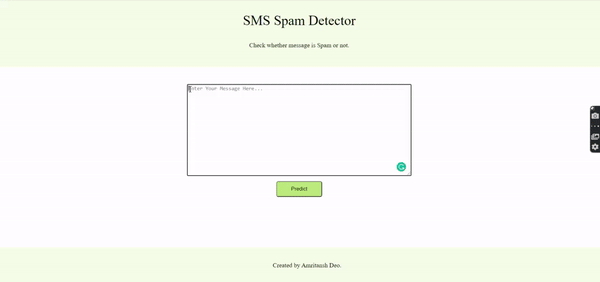 SMS Spam Detector
Check whether message is Spam or not.
Enter Your Message Here...
Predict
Created by Amritansh Deo.